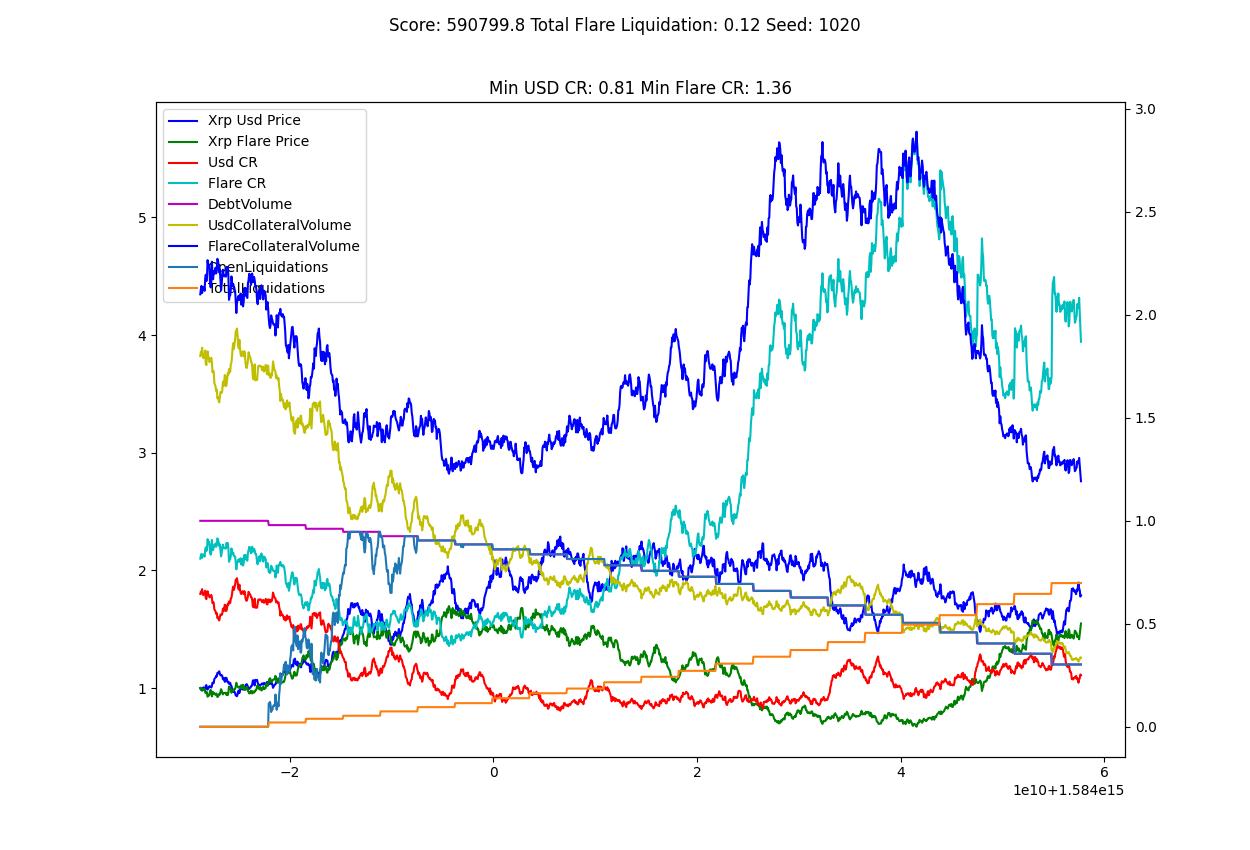 Score: 590799.8 Total Flare Liquidation: 0.12 Seed: 1020
Min USD CR: 0.81 Min Flare CR: 1.36
Xrp Usd Price
Xrp Flare Price
Usd CR
Flare CR
DebtVolume
UsdCollateralVolume
FlareCollateralVolume
OpenLiquidations
TotalLiquidations
5
4
3
2
1
3.0
2.5
2.0
1.5
1.0
0.5
0.0
−2
0
2
4
6
1e10+1.584e15